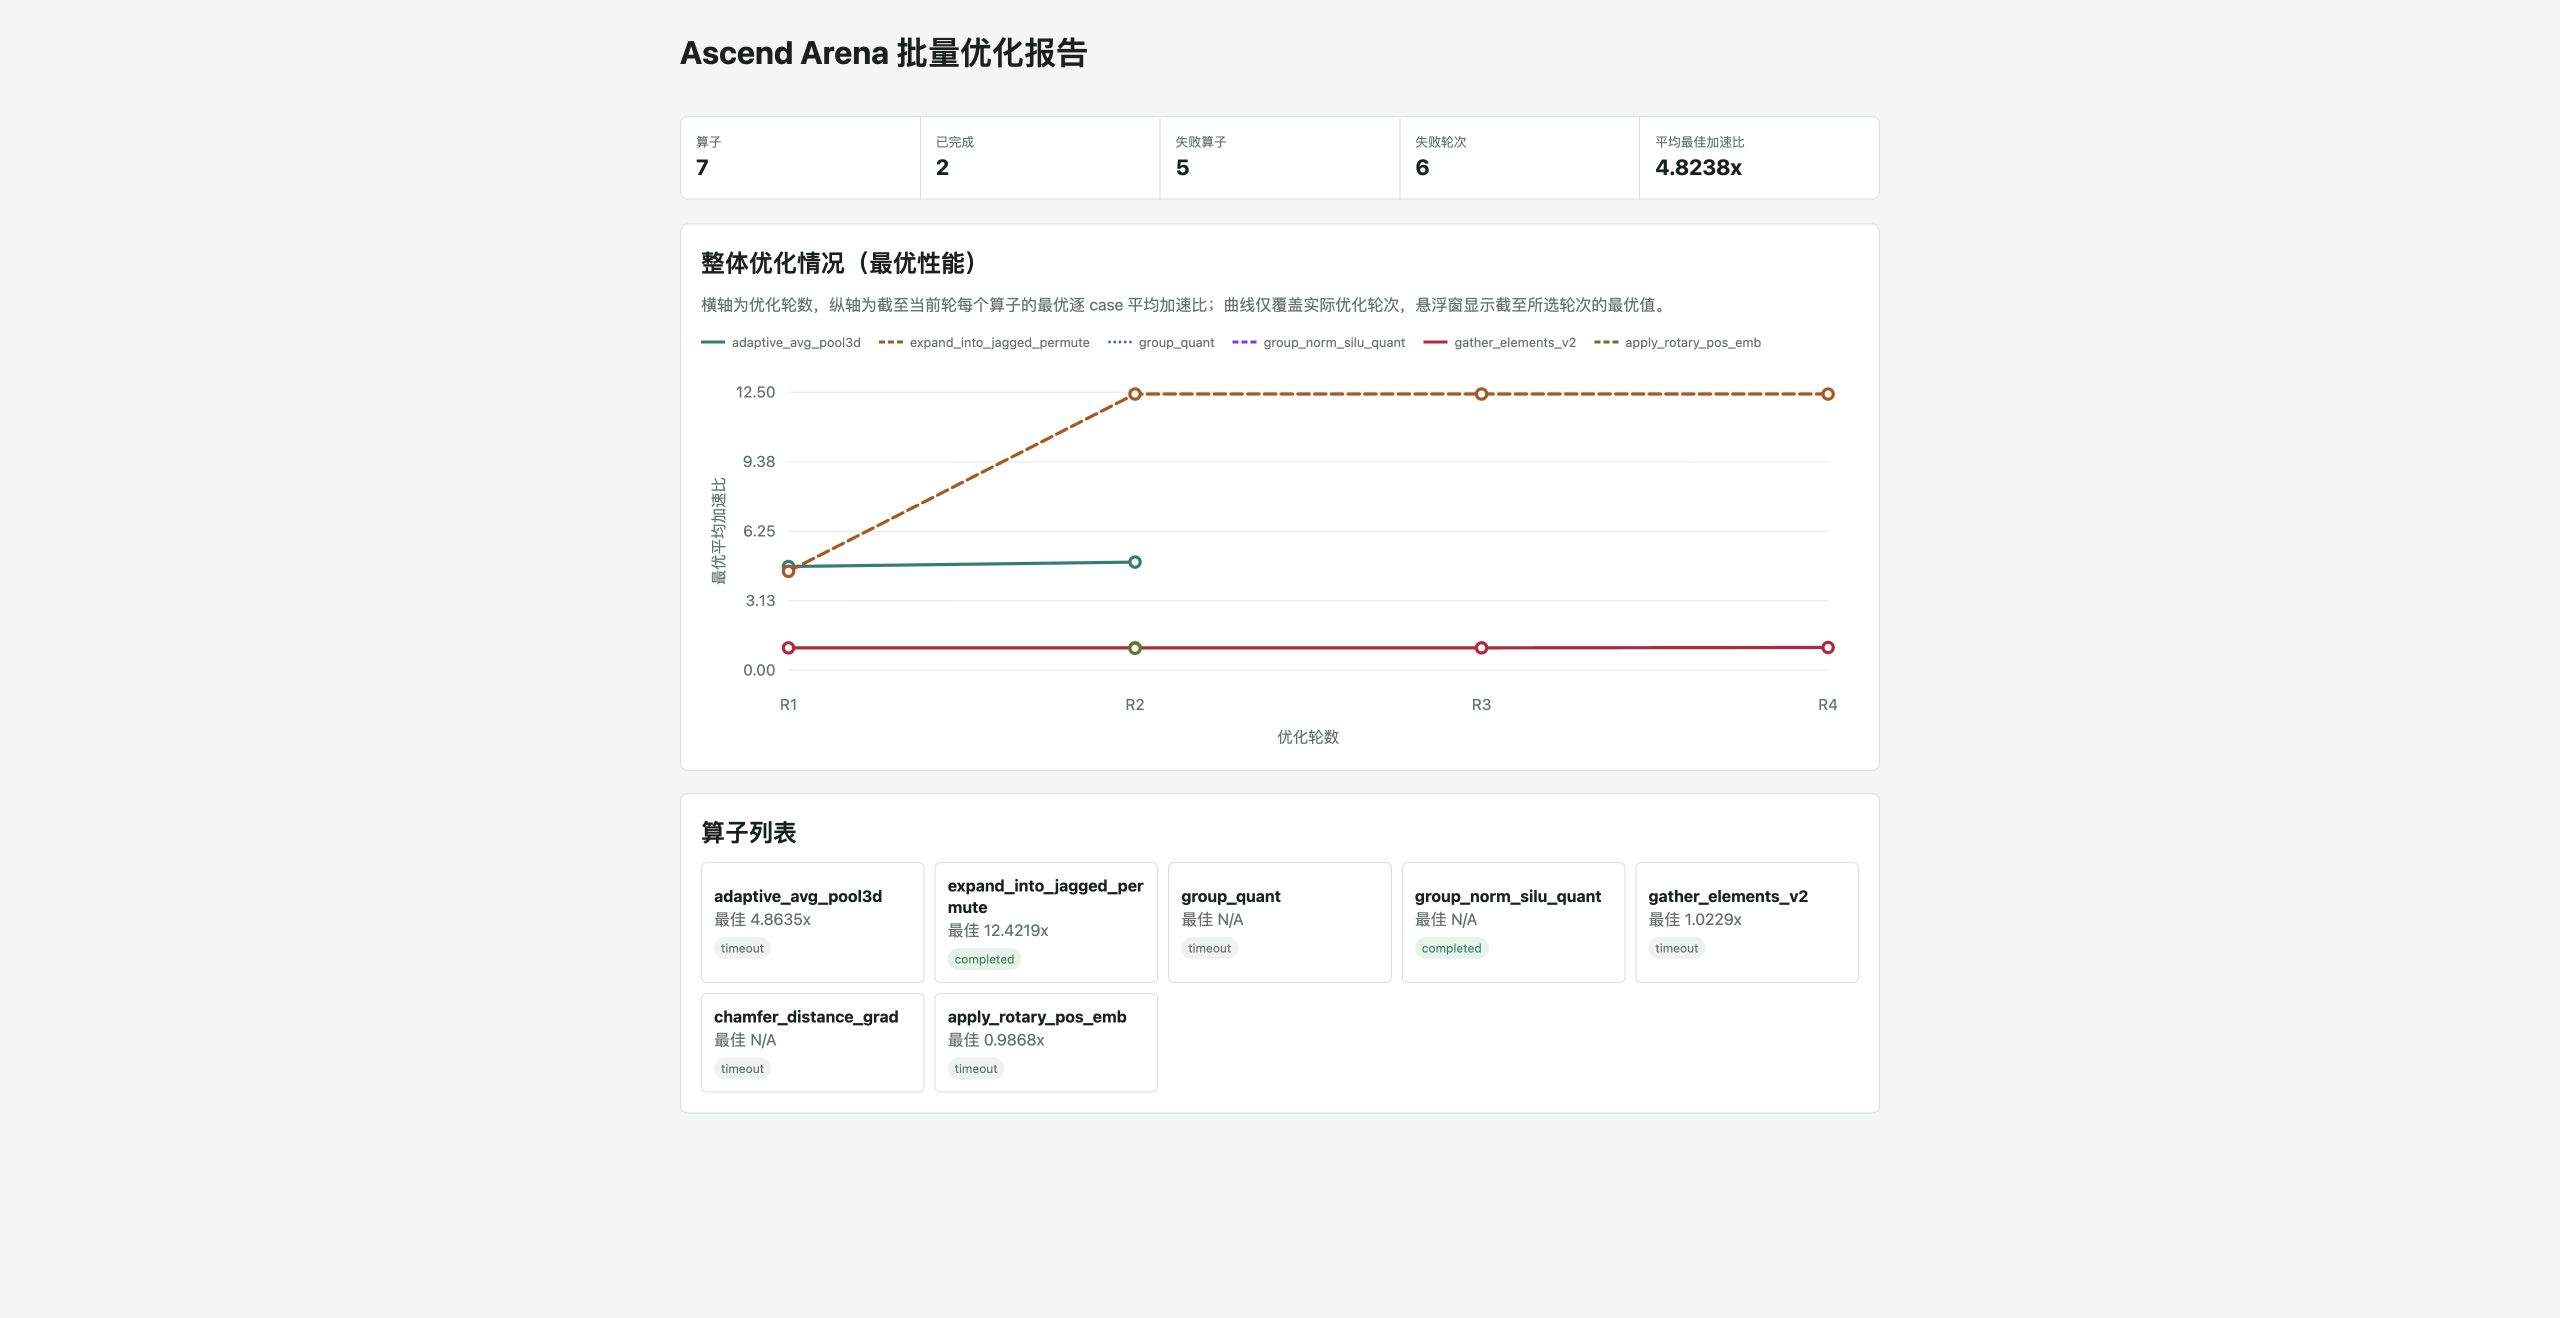 Ascend Arena 批量优化报告
算子
7
已完成
2
失败算子
5
失败轮次
6
平均最佳加速比
4.8238x
整体优化情况（最优性能）
横轴为优化轮数，纵轴为截至当前轮每个算子的最优逐 case 平均加速比；曲线仅覆盖实际优化轮次，悬浮窗显示截至所选轮次的最优值。
adaptive_avg_pool3d expand_into_jagged_permute group_quant group_norm_silu_quant gather_elements_v2 apply_rotary_pos_emb
最优平均加速比
12.50
9.38
6.25
3.13
0.00
R1 R2 R3 R4
优化轮数
算子列表
adaptive_avg_pool3d
最佳 4.8635x
timeout
expand_into_jagged_per
mute
最佳 12.4219x
completed
group_quant
最佳 N/A
timeout
group_norm_silu_quant
最佳 N/A
completed
gather_elements_v2
最佳 1.0229x
timeout
chamfer_distance_grad
最佳 N/A
timeout
apply_rotary_pos_emb
最佳 0.9868x
timeout